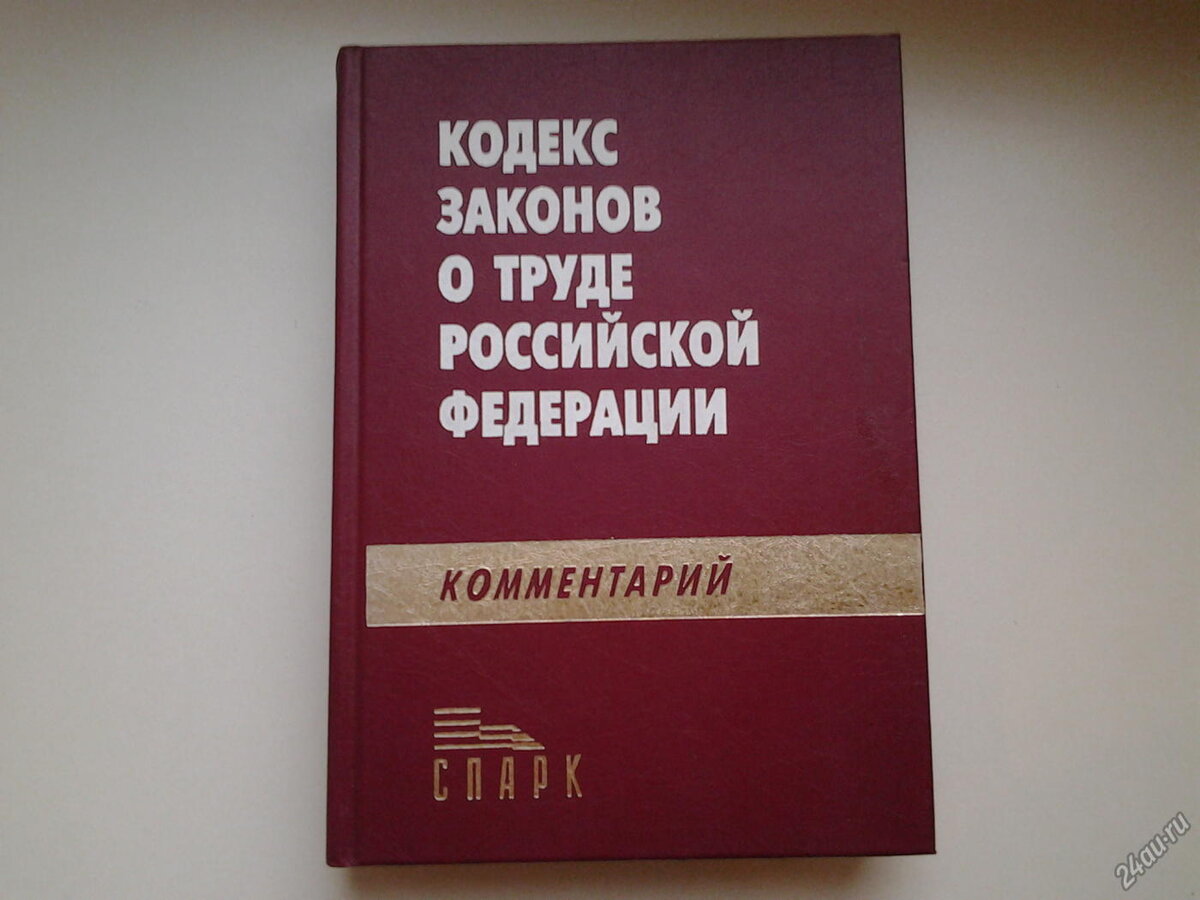 КОДЕКС
ЗАКОНОВ
О ТРУДЕ
РОССИЙСКОЙ
ФЕДЕРАЦИИ
КОММЕНТАРИЙ
СПАРК
24au.ru